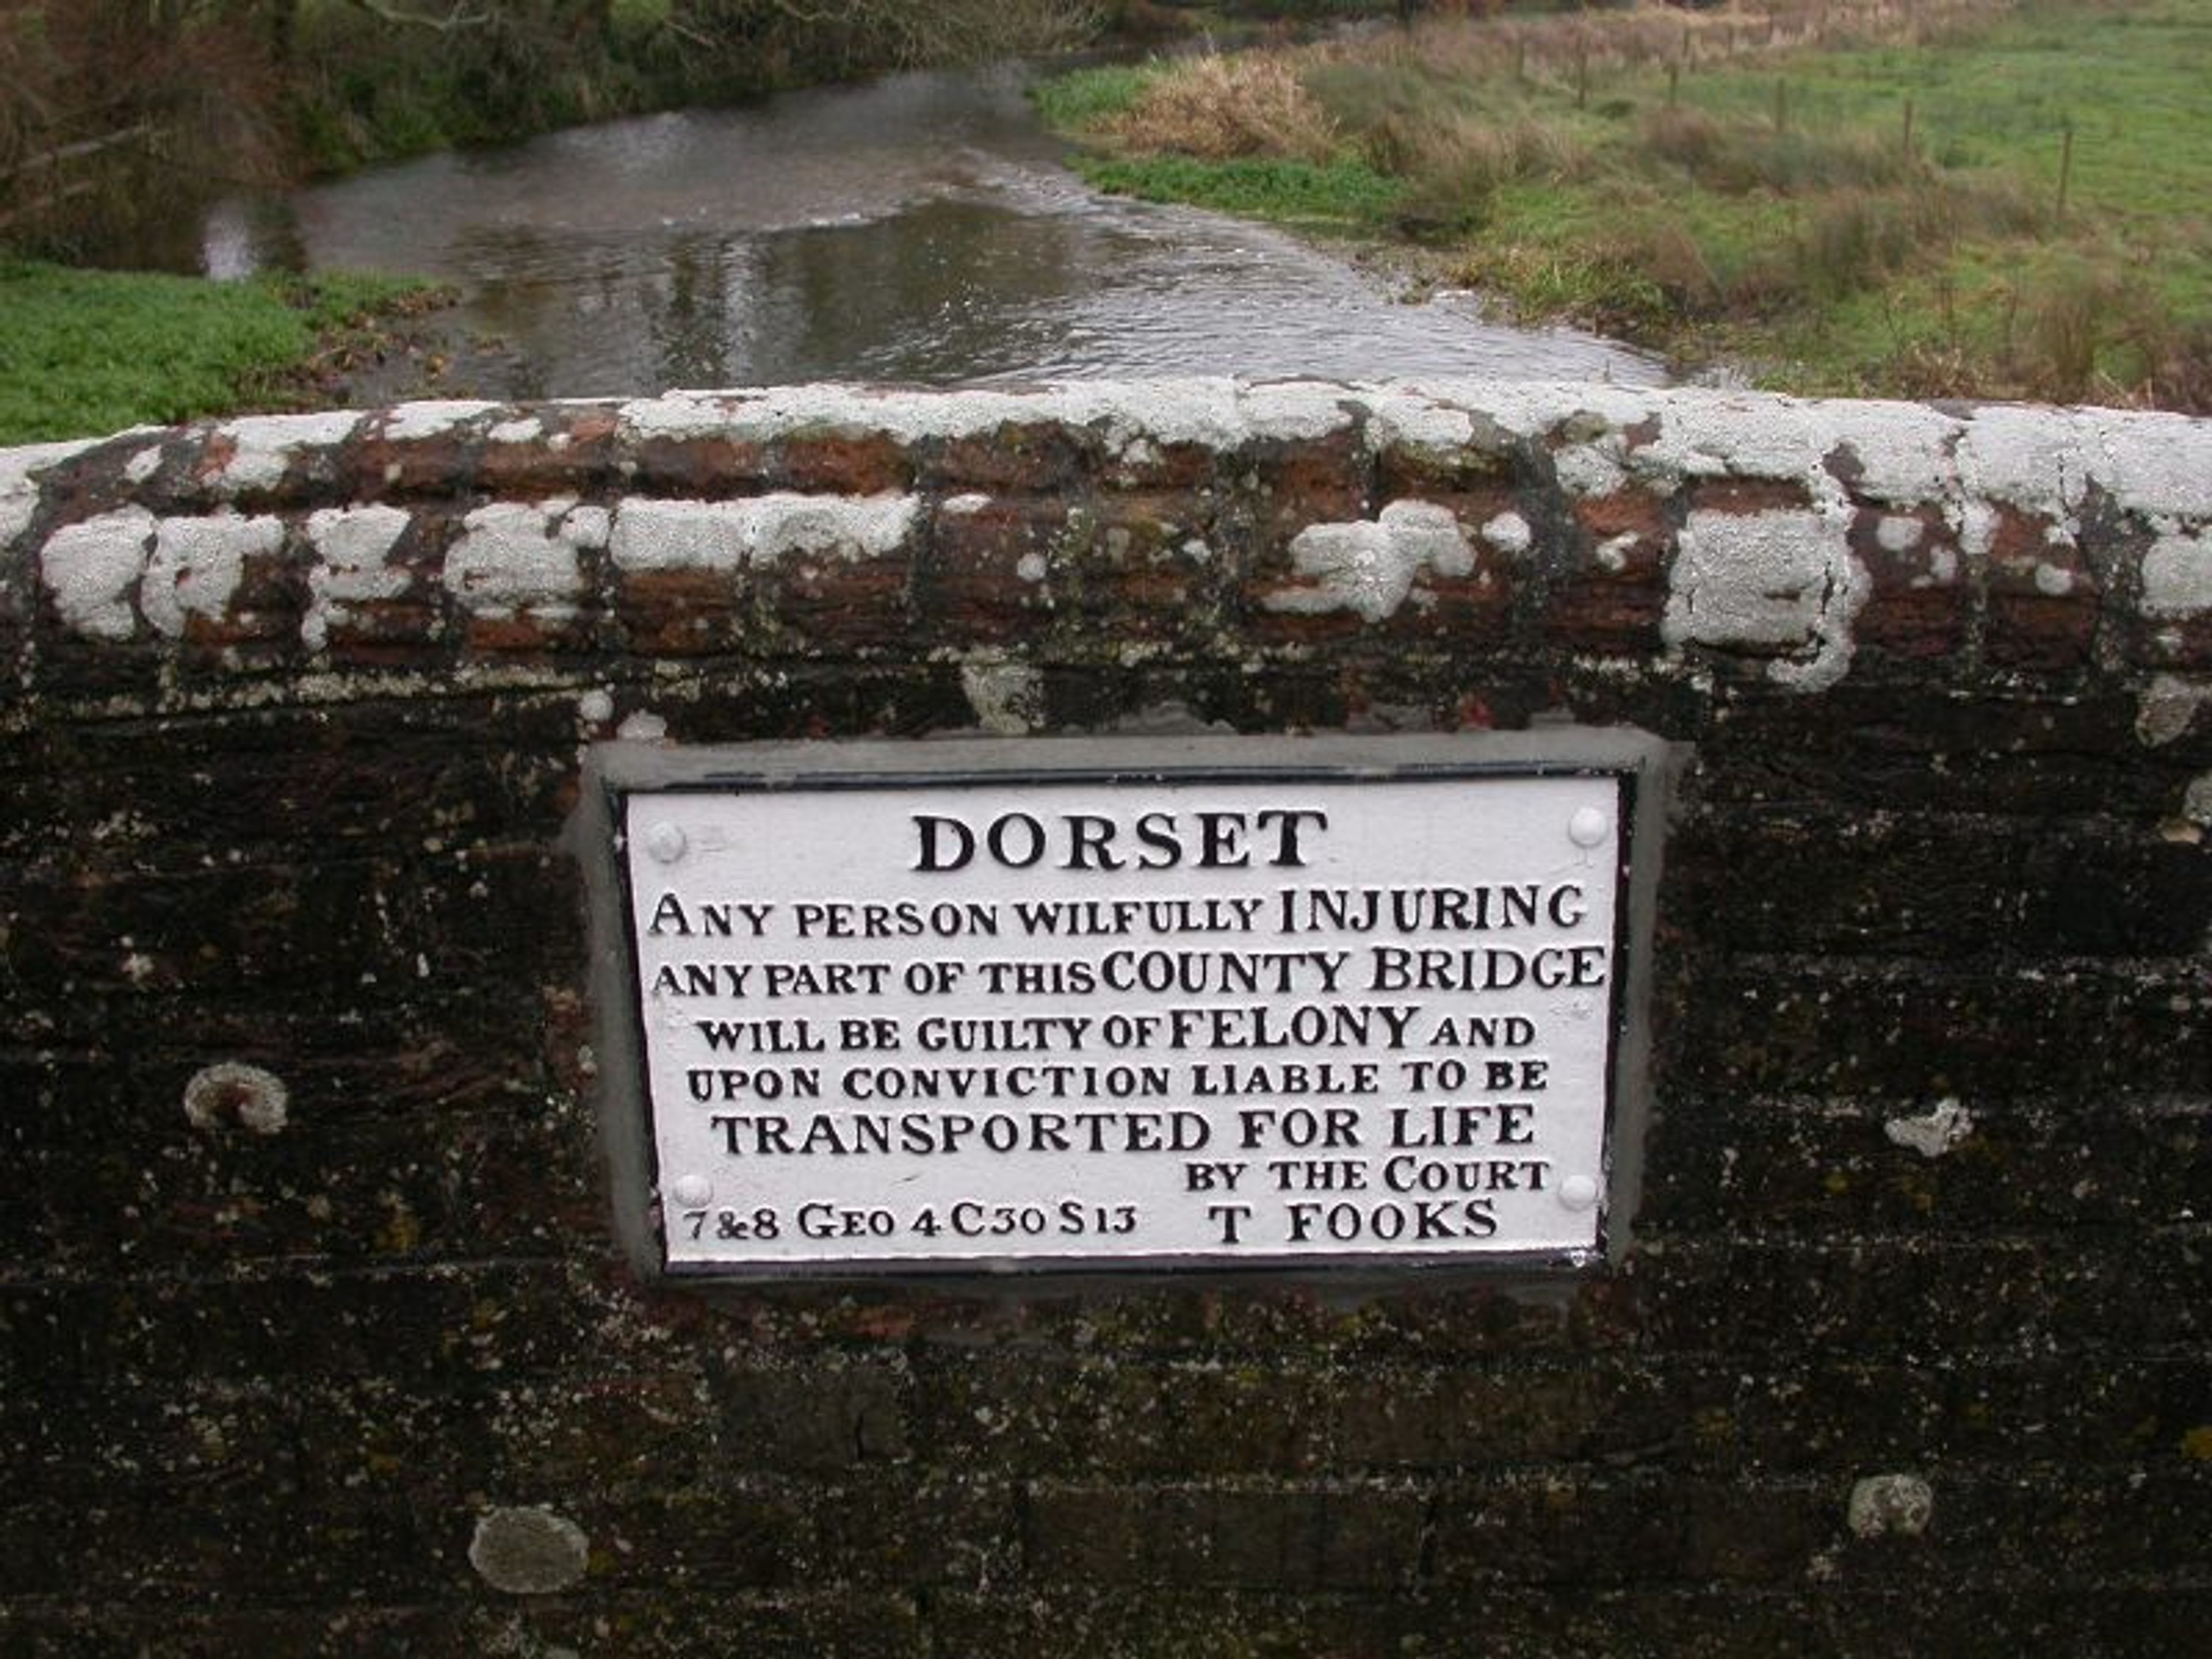 DORSET
ANY PERSON WILFULLY INJURING
ANY PART OF THIS COUNTY BRIDGE
WILL BE GUILTY OF FELONY AND
UPON CONVICTION LIABLE TO BE
TRANSPORTED FOR LIFE
BY THE COURT
7&8 GEO 4 C30 S13 T FOOKS